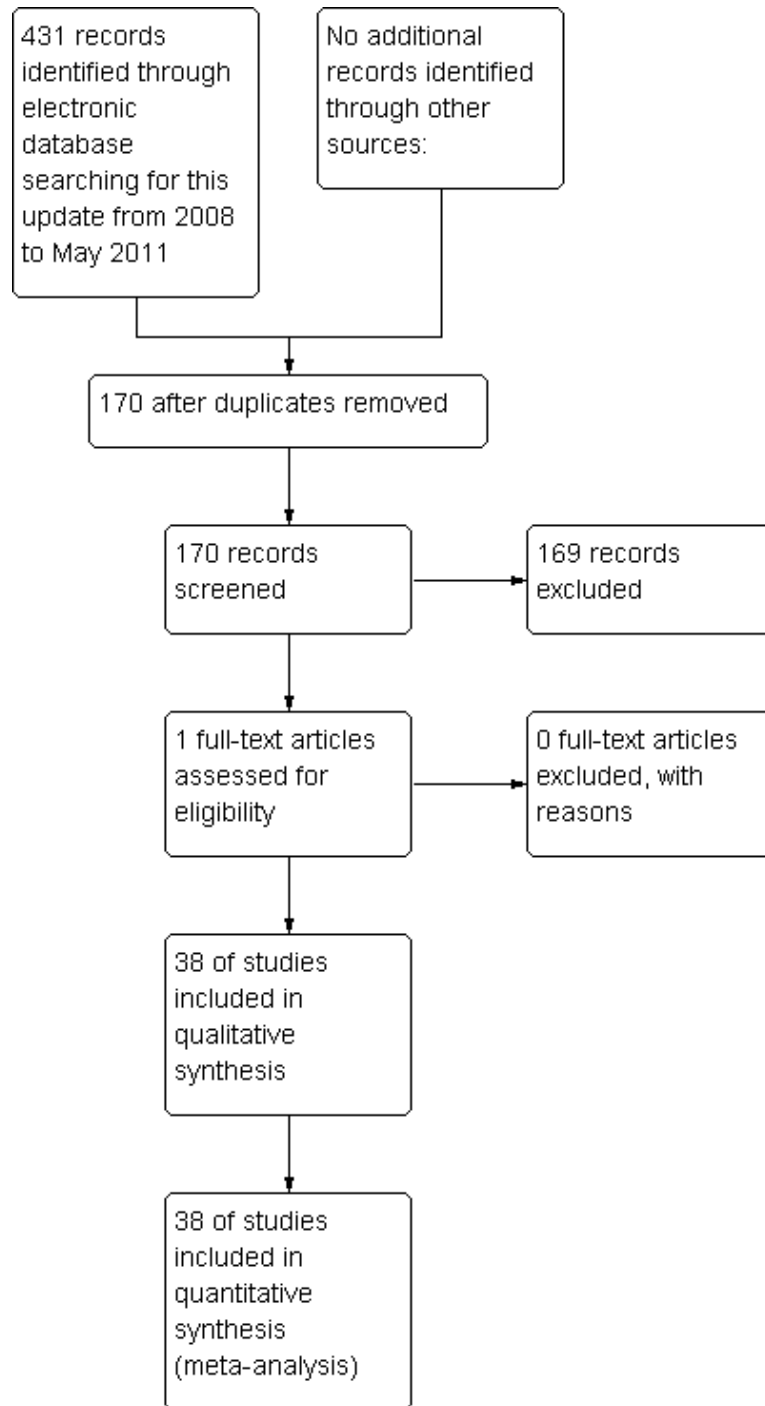 431 records
identified through
electronic
database
searching for this
update from 2008
to May 2011
No additional
records identified
through other
sources:
170 after duplicates removed
170 records
screened
169 records
excluded
1 full-text articles
assessed for
eligibility
0 full-text articles
excluded, with
reasons
38 of studies
included in
qualitative
synthesis
38 of studies
included in
quantitative
synthesis
(meta-analysis)